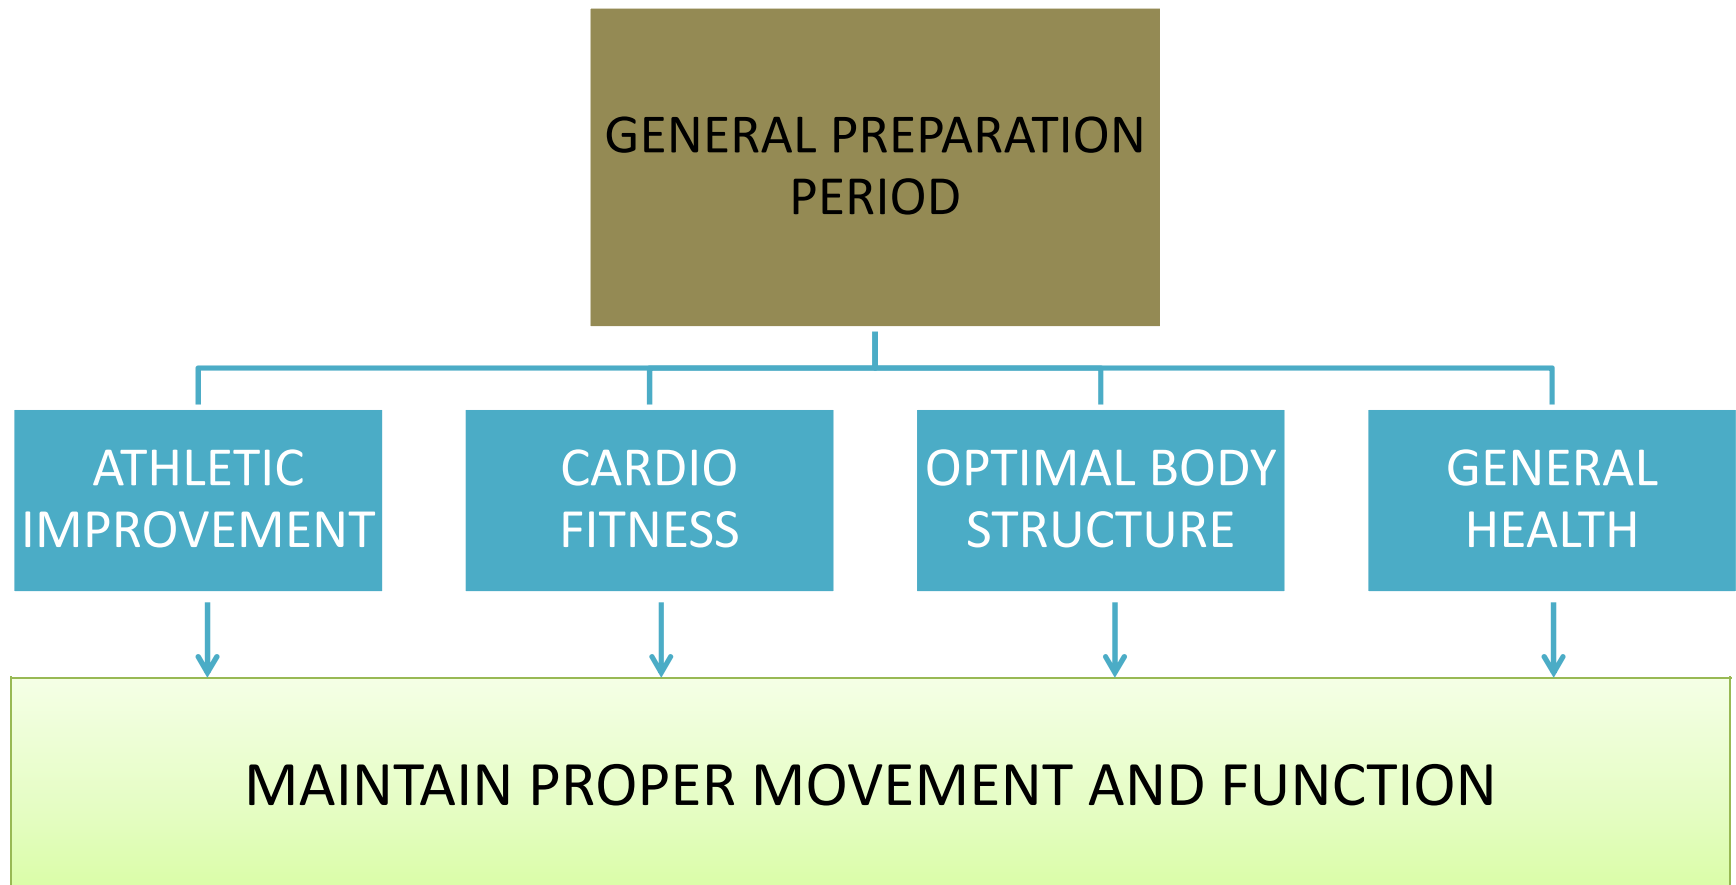 GENERAL PREPARATION
PERIOD
ATHLETIC
IMPROVEMENT
CARDIO
FITNESS
OPTIMAL BODY
STRUCTURE
GENERAL
HEALTH
MAINTAIN PROPER MOVEMENT AND FUNCTION